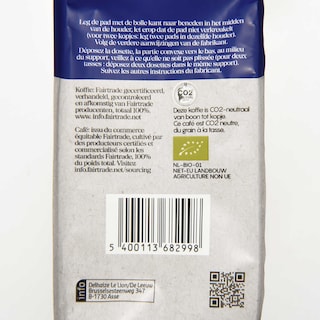 Leg de pad met de bolle kant naar beneden in het midden
van de houder, let erop dat de pad niet verkreukelt
(voor twee kopjes: leg twee pads in dezelfde houder).
Volg de verdere aanwijzingen van de fabrikant.
Déposez la dosette, la partie convexe vers le bas, au milieu
du support, veillez à ce qu'elle ne soit pas plissée (pour deux
tasses : déposez deux dosettes dans le même support).
Suivez les autres instructions du fabricant.
Koffie: Fairtrade gecertificeerd,
verhandeld, gecontroleerd
en afkomstig van Fairtrade
producenten, totaal 100%.
www.info.fairtrade.net
Café : issu du commerce
équitable Fairtrade, cultivé par
des producteurs certifiés et
commercialisé selon les
standards Fairtrade. 100%
du poids total. Visitez
info.fairtrade.net/sourcing
CO2
Deze koffie is CO2-neutraal
van boon tot kopje.
Ce café est CO2 neutre,
du grain à la tasse.
NL-BIO-01
NIET-EU LANDBOUW
AGRICULTURE NON UE
5 400113 682998
info
Delhaize Le Lion/De Leeuw
Brusselsesteenweg 347
B-1730 Asse